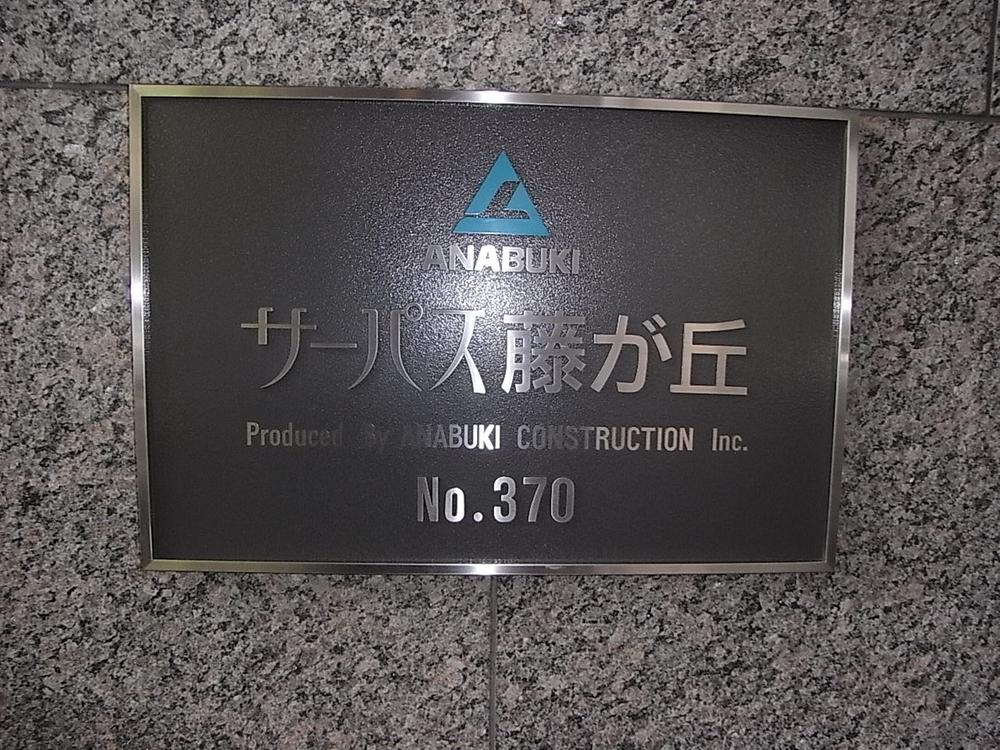 ANABUKI
サーパス藤が丘
Produced By ANABUKI CONSTRUCTION Inc.
No.370